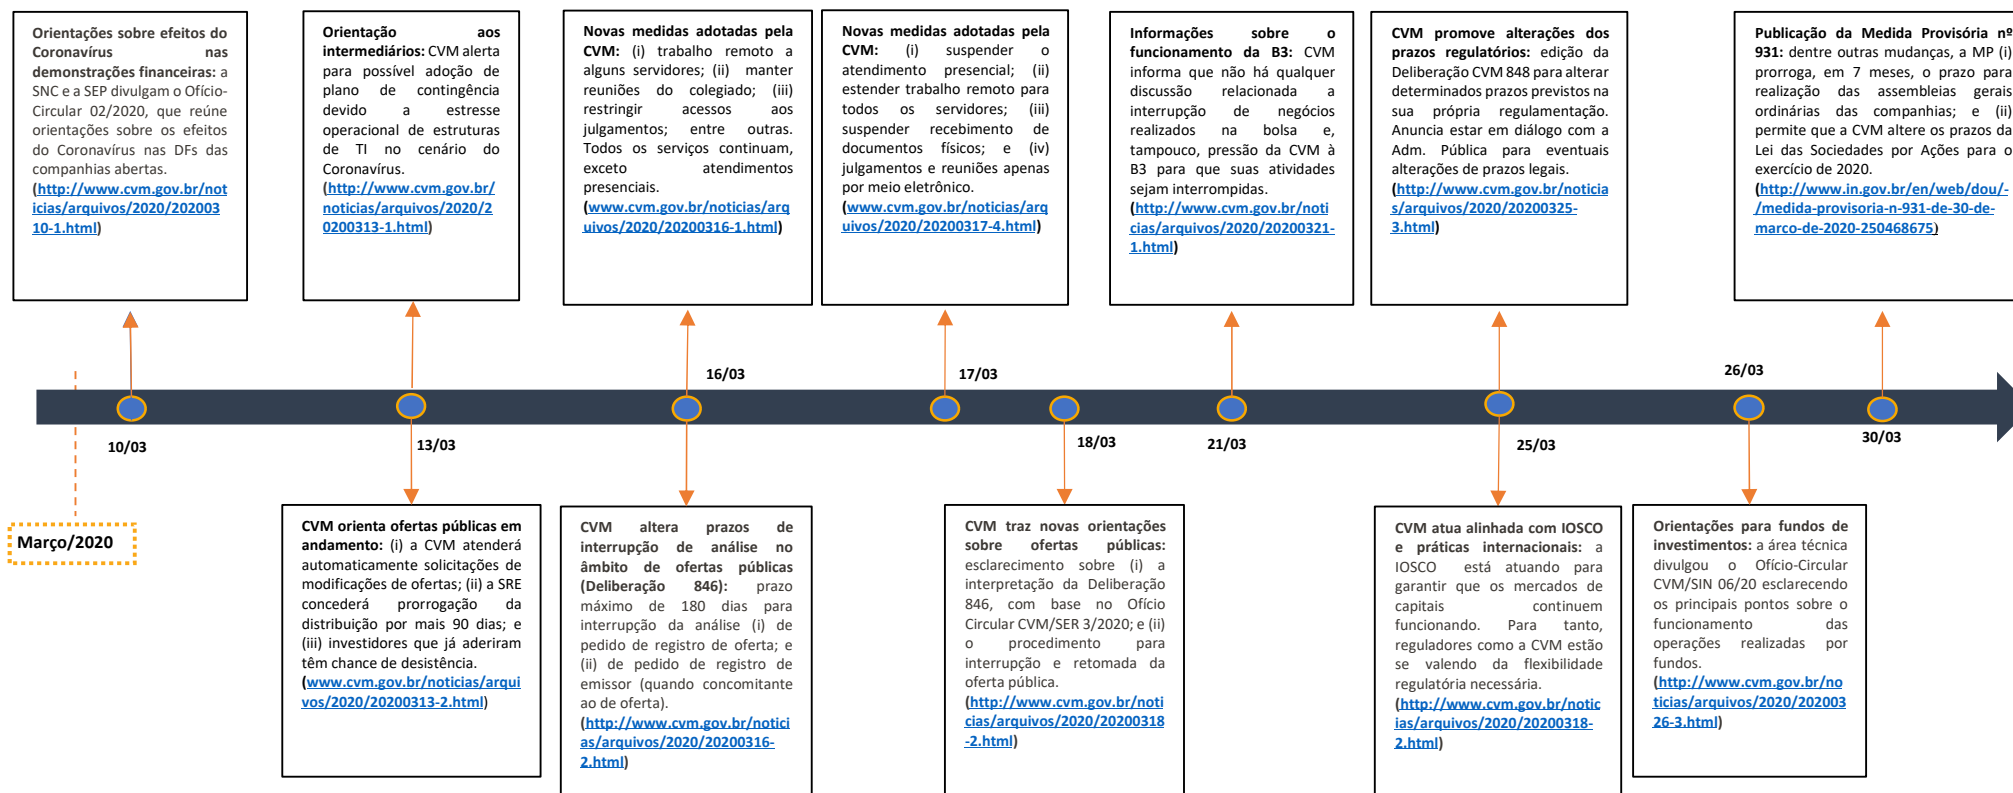 Orientações sobre efeitos do
Coronavírus nas
demonstrações financeiras: a
SNC e a SEP divulgam o Ofício-
Circular 02/2020, que reúne
orientações sobre os efeitos
do Coronavírus nas DFs das
companhias abertas.
(http://www.cvm.gov.br/not
icias/arquivos/2020/202003
10-1.html)
Orientação aos
intermediários: CVM alerta
para possível adoção de
plano de contingência
devido a estresse
operacional de estruturas
de TI no cenário do
Coronavírus.
(http://www.cvm.gov.br/
noticias/arquivos/2020/2
0200313-1.html)
Novas medidas adotadas pela
CVM: (i) trabalho remoto a
alguns servidores; (ii) manter
reuniões do colegiado; (iii)
restringir acessos aos
julgamentos; entre outras.
Todos os serviços continuam,
exceto atendimentos
presenciais.
(www.cvm.gov.br/noticias/arq
uivos/2020/20200316-1.html)
Novas medidas adotadas pela
CVM: (i) suspender o
atendimento presencial; (ii)
estender trabalho remoto para
todos os servidores; (iii)
suspender recebimento de
documentos físicos; e (iv)
julgamentos e reuniões apenas
por meio eletrônico.
(www.cvm.gov.br/noticias/arq
uivos/2020/20200317-4.html)
Informações sobre o
funcionamento da B3: CVM
informa que não há qualquer
discussão relacionada a
interrupção de negócios
realizados na bolsa e,
tampouco, pressão da CVM à
B3 para que suas atividades
sejam interrompidas.
(http://www.cvm.gov.br/noti
cias/arquivos/2020/20200321-
1.html)
CVM promove alterações dos
prazos regulatórios: edição da
Deliberação CVM 848 para alterar
determinados prazos previstos na
sua própria regulamentação.
Anuncia estar em diálogo com a
Adm. Pública para eventuais
alterações de prazos legais.
(http://www.cvm.gov.br/noticia
s/arquivos/2020/20200325-
3.html)
Publicação da Medida Provisória nº
931: dentre outras mudanças, a MP (i)
prorroga, em 7 meses, o prazo para
realização das assembleias gerais
ordinárias das companhias; e (ii)
permite que a CVM altere os prazos da
Lei das Sociedades por Ações para o
exercício de 2020.
(http://www.in.gov.br/en/web/dou/-
/medida-provisoria-n-931-de-30-de-
marco-de-2020-250468675)
10/03
13/03
16/03
17/03
18/03
21/03
25/03
26/03
30/03
Março/2020
CVM orienta ofertas públicas em
andamento: (i) a CVM atenderá
automaticamente solicitações de
modificações de ofertas; (ii) a SRE
concederá prorrogação da
distribuição por mais 90 dias; e
(iii) investidores que já aderiram
têm chance de desistência.
(www.cvm.gov.br/noticias/arqui
vos/2020/20200313-2.html)
CVM altera prazos de
interrupção de análise no
âmbito de ofertas públicas
(Deliberação 846): prazo
máximo de 180 dias para
interrupção da análise (i) de
pedido de registro de oferta; e
(ii) de pedido de registro de
emissor (quando concomitante
ao de oferta).
(http://www.cvm.gov.br/notici
as/arquivos/2020/20200316-
2.html)
CVM traz novas orientações
sobre ofertas públicas:
esclarecimento sobre (i) a
interpretação da Deliberação
846, com base no Ofício
Circular CVM/SER 3/2020; e (ii)
o procedimento para
interrupção e retomada da
oferta pública.
(http://www.cvm.gov.br/noti
cias/arquivos/2020/20200318
-2.html)
CVM atua alinhada com IOSCO
e práticas internacionais: a
IOSCO está atuando para
garantir que os mercados de
capitais continuem
funcionando. Para tanto,
reguladores como a CVM estão
se valendo da flexibilidade
regulatória necessária.
(http://www.cvm.gov.br/notic
ias/arquivos/2020/20200318-
2.html)
Orientações para fundos de
investimentos: a área técnica
divulgou o Ofício-Circular
CVM/SIN 06/20 esclarecendo
os principais pontos sobre o
funcionamento das
operações realizadas por
fundos.
(http://www.cvm.gov.br/no
ticias/arquivos/2020/202003
26-3.html)